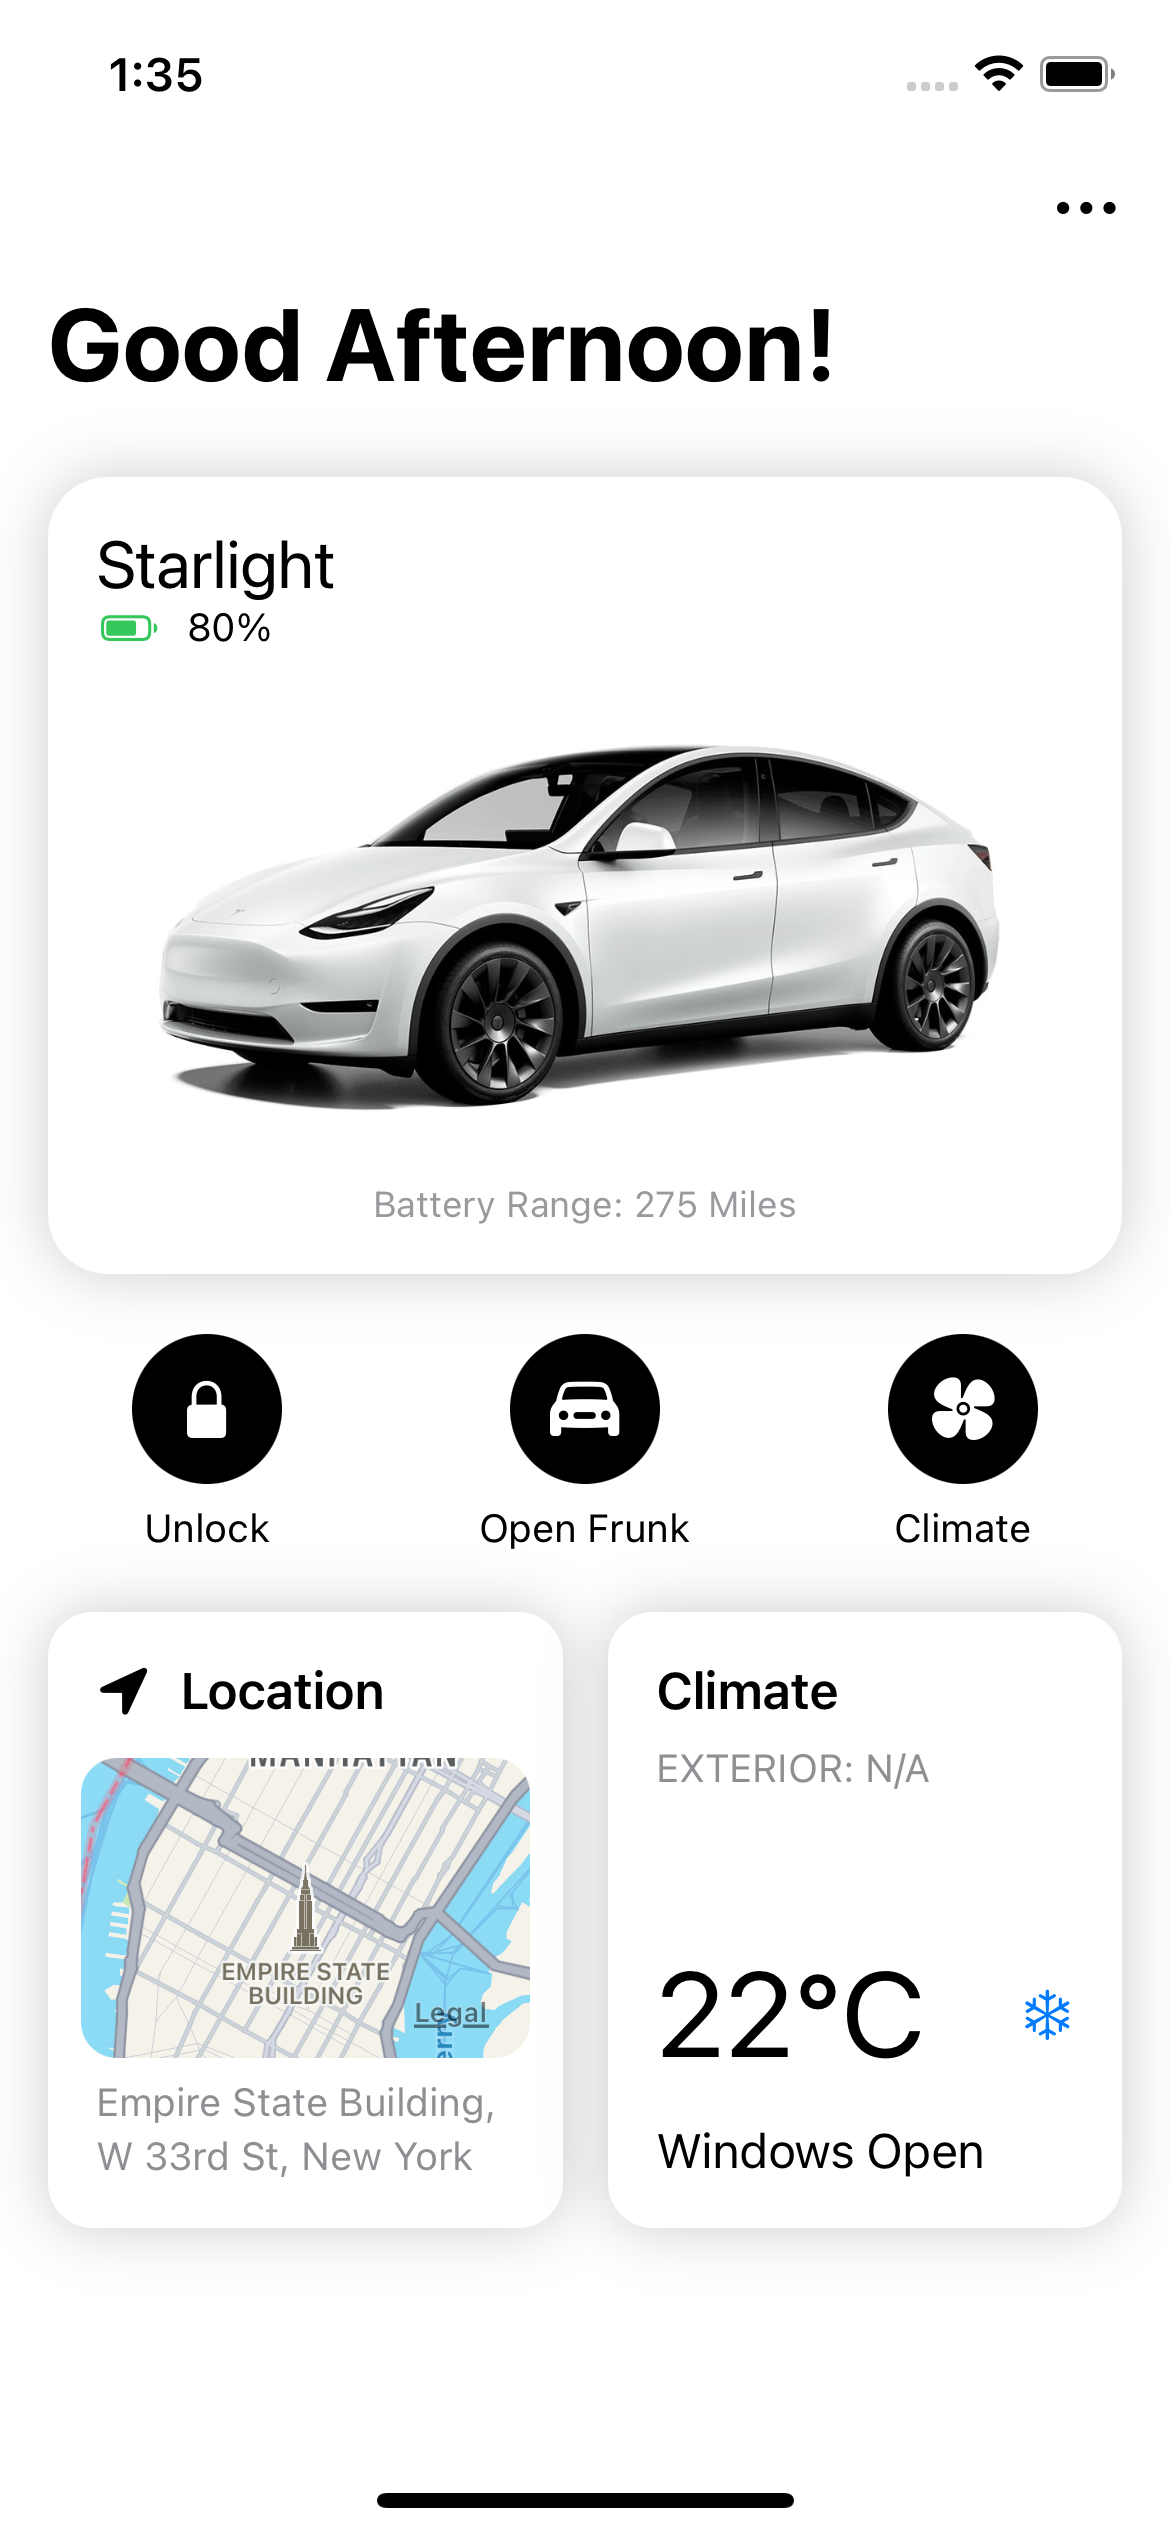 1:35
Good Afternoon!
Starlight
80%
Battery Range: 275 Miles
Unlock
Open Frunk
Climate
Location
MANHATTAN
EMPIRE STATE
BUILDING
Legal
Empire State Building,
W 33rd St, New York
Climate
EXTERIOR: N/A
22°C
Windows Open